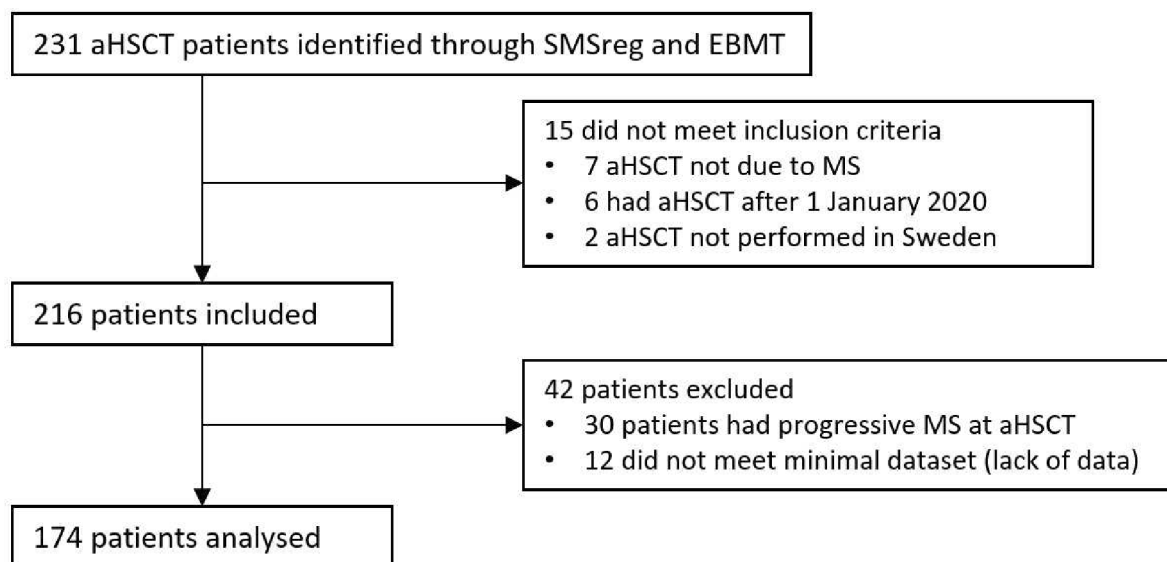 231 aHSCT patients identified through SMSreg and EBMT
15 did not meet inclusion criteria
• 7 aHSCT not due to MS
• 6 had aHSCT after 1 January 2020
• 2 aHSCT not performed in Sweden
216 patients included
42 patients excluded
• 30 patients had progressive MS at aHSCT
• 12 did not meet minimal dataset (lack of data)
174 patients analysed